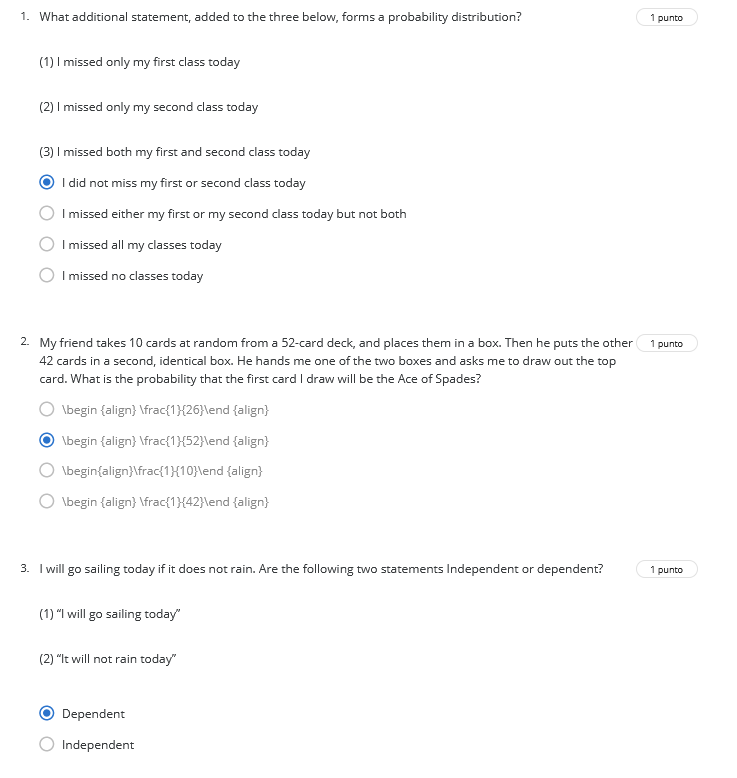 1. What additional statement, added to the three below, forms a probability distribution? 1 punto
(1) I missed only my first class today
(2) I missed only my second class today
(3) I missed both my first and second class today
I did not miss my first or second class today
I missed either my first or my second class today but not both
I missed all my classes today
I missed no classes today
2. My friend takes 10 cards at random from a 52-card deck, and places them in a box. Then he puts the other 1 punto
42 cards in a second, identical box. He hands me one of the two boxes and asks me to draw out the top
card. What is the probability that the first card I draw will be the Ace of Spades?
\begin {align} \frac{1}{26}\end {align}
\begin {align} \frac{1}{52}\end {align}
\begin{align}\frac{1}{10}\end {align}
\begin {align} \frac{1}{42}\end {align}
3. I will go sailing today if it does not rain. Are the following two statements Independent or dependent? 1 punto
(1) “I will go sailing today”
(2) “It will not rain today”
Dependent
Independent